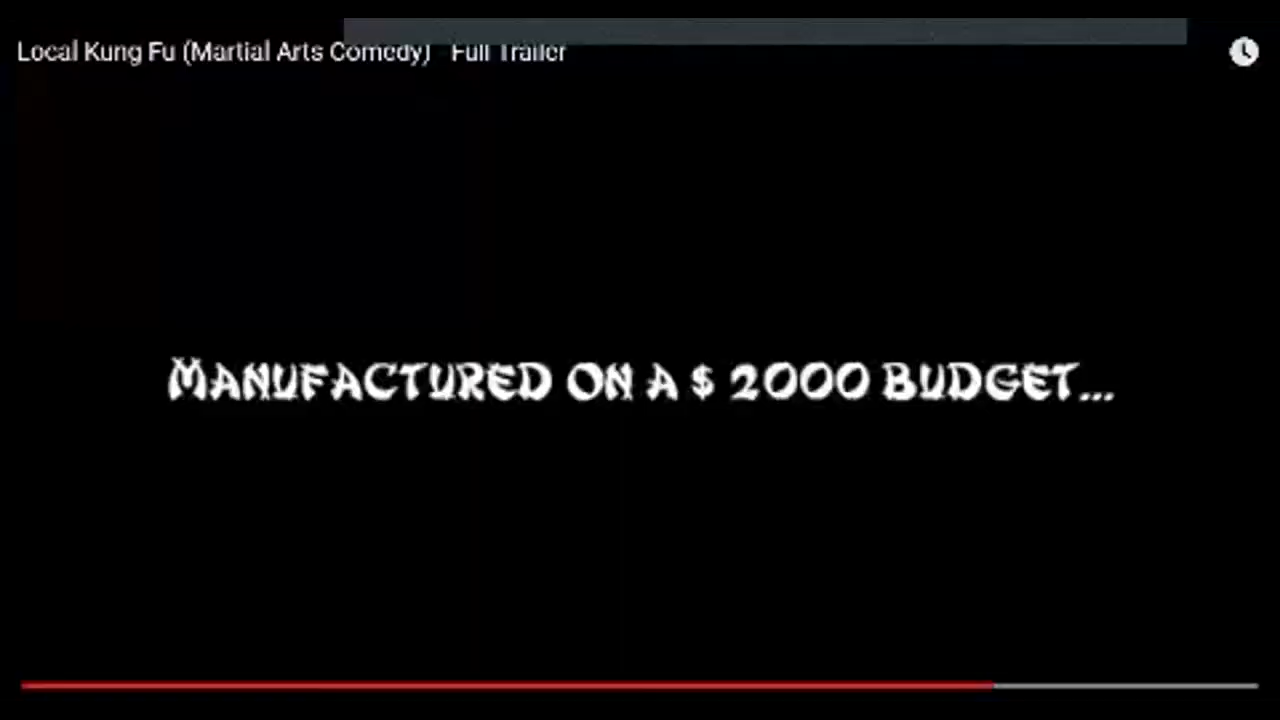 Local Kung Fu (Martial Arts Comedy) - Full Trailer
MANUFACTURED ON A $ 2000 BUDGET...